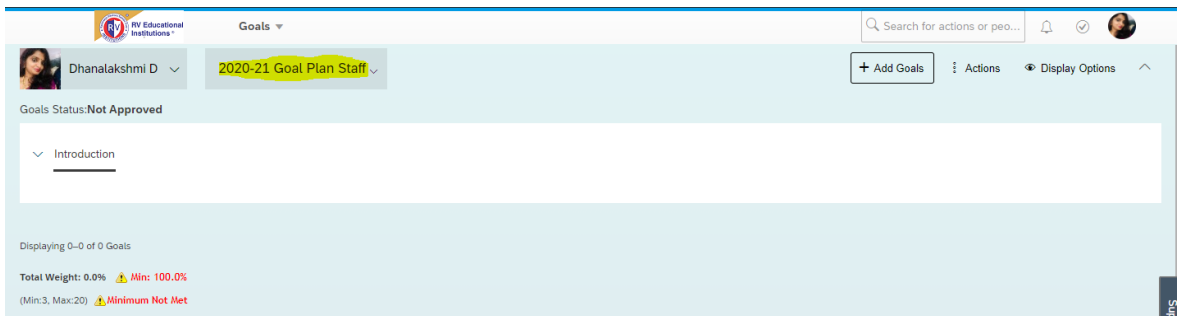 RV Educational
Institutions
Goals
Search for actions or peo...
Dhanalakshmi D
2020-21 Goal Plan Staff
+ Add Goals
Actions
Display Options
Goals Status:Not Approved
Introduction
Displaying 0–0 of 0 Goals
Total Weight: 0.0% Min: 100.0%
(Min:3, Max:20) Minimum Not Met
Sup